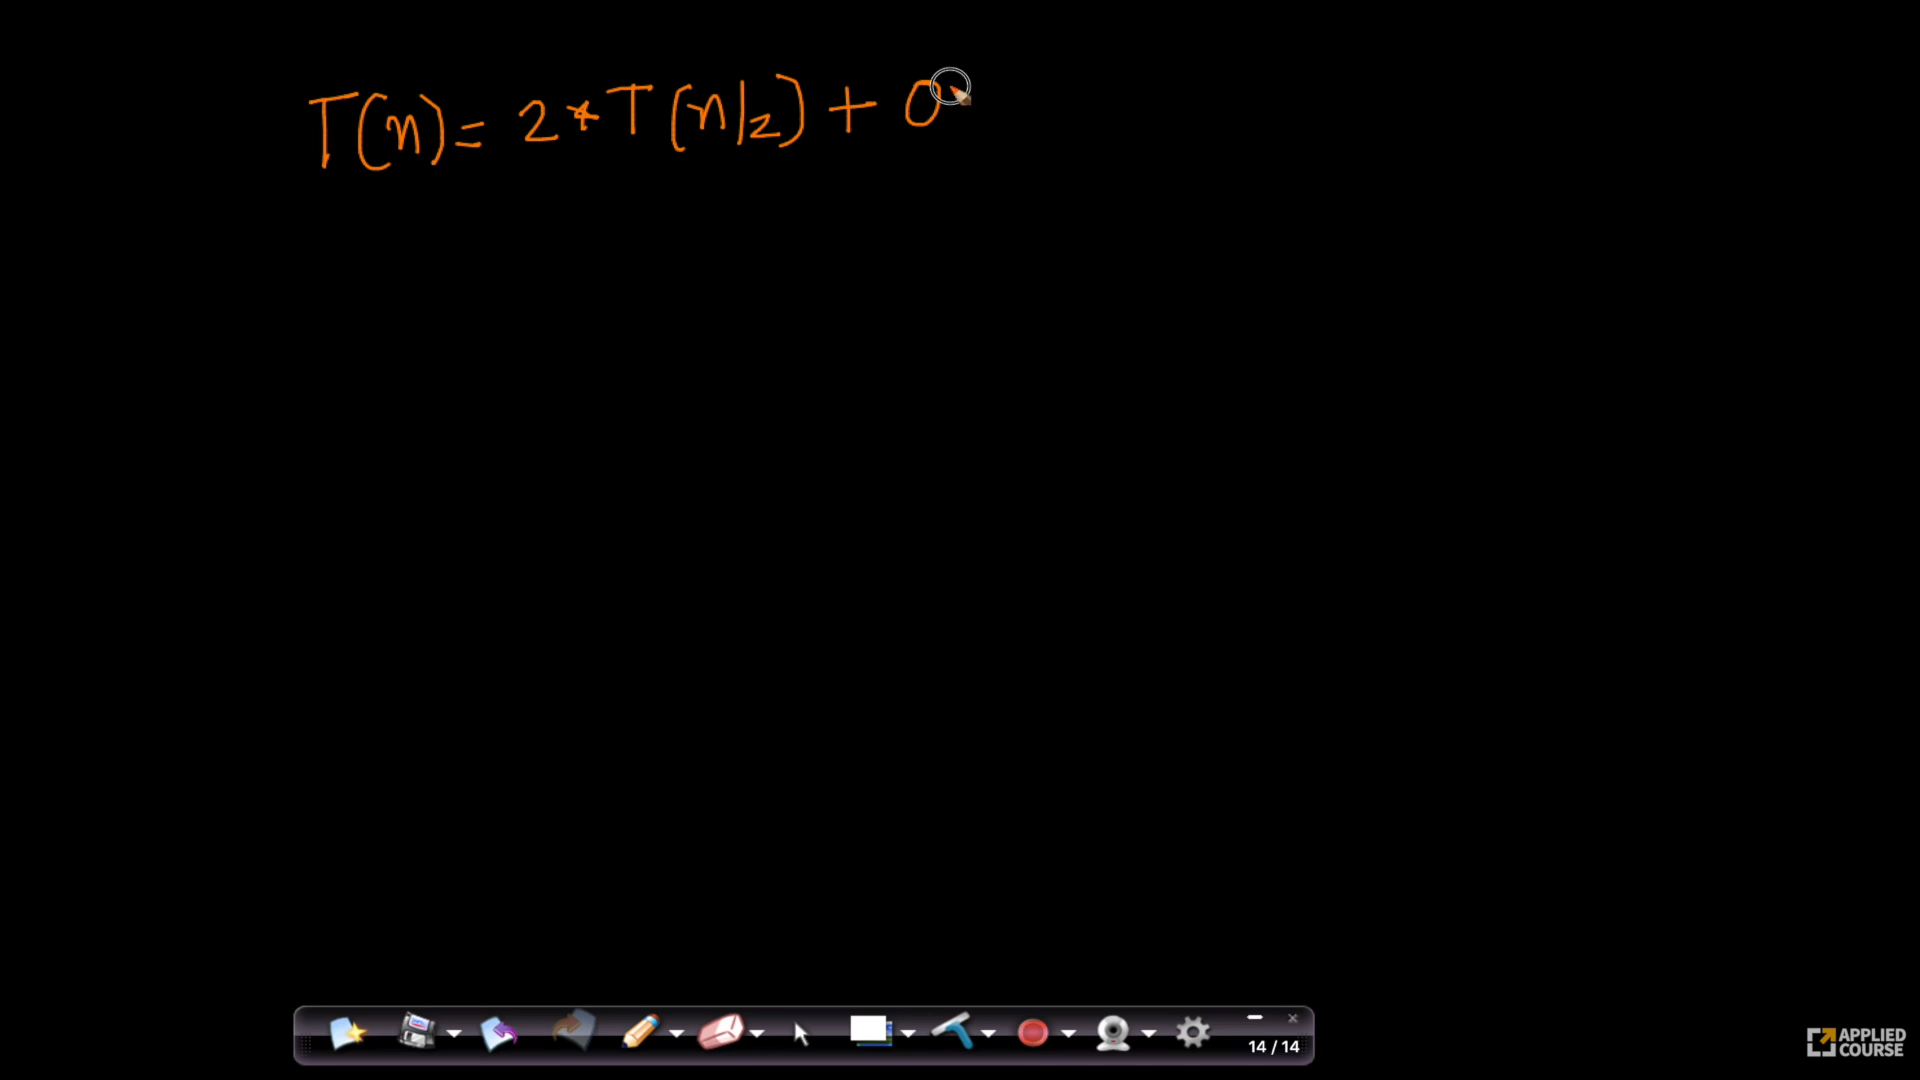 T(n) = 2 * T(n/2) + O
14 / 14
APPLIED
COURSE